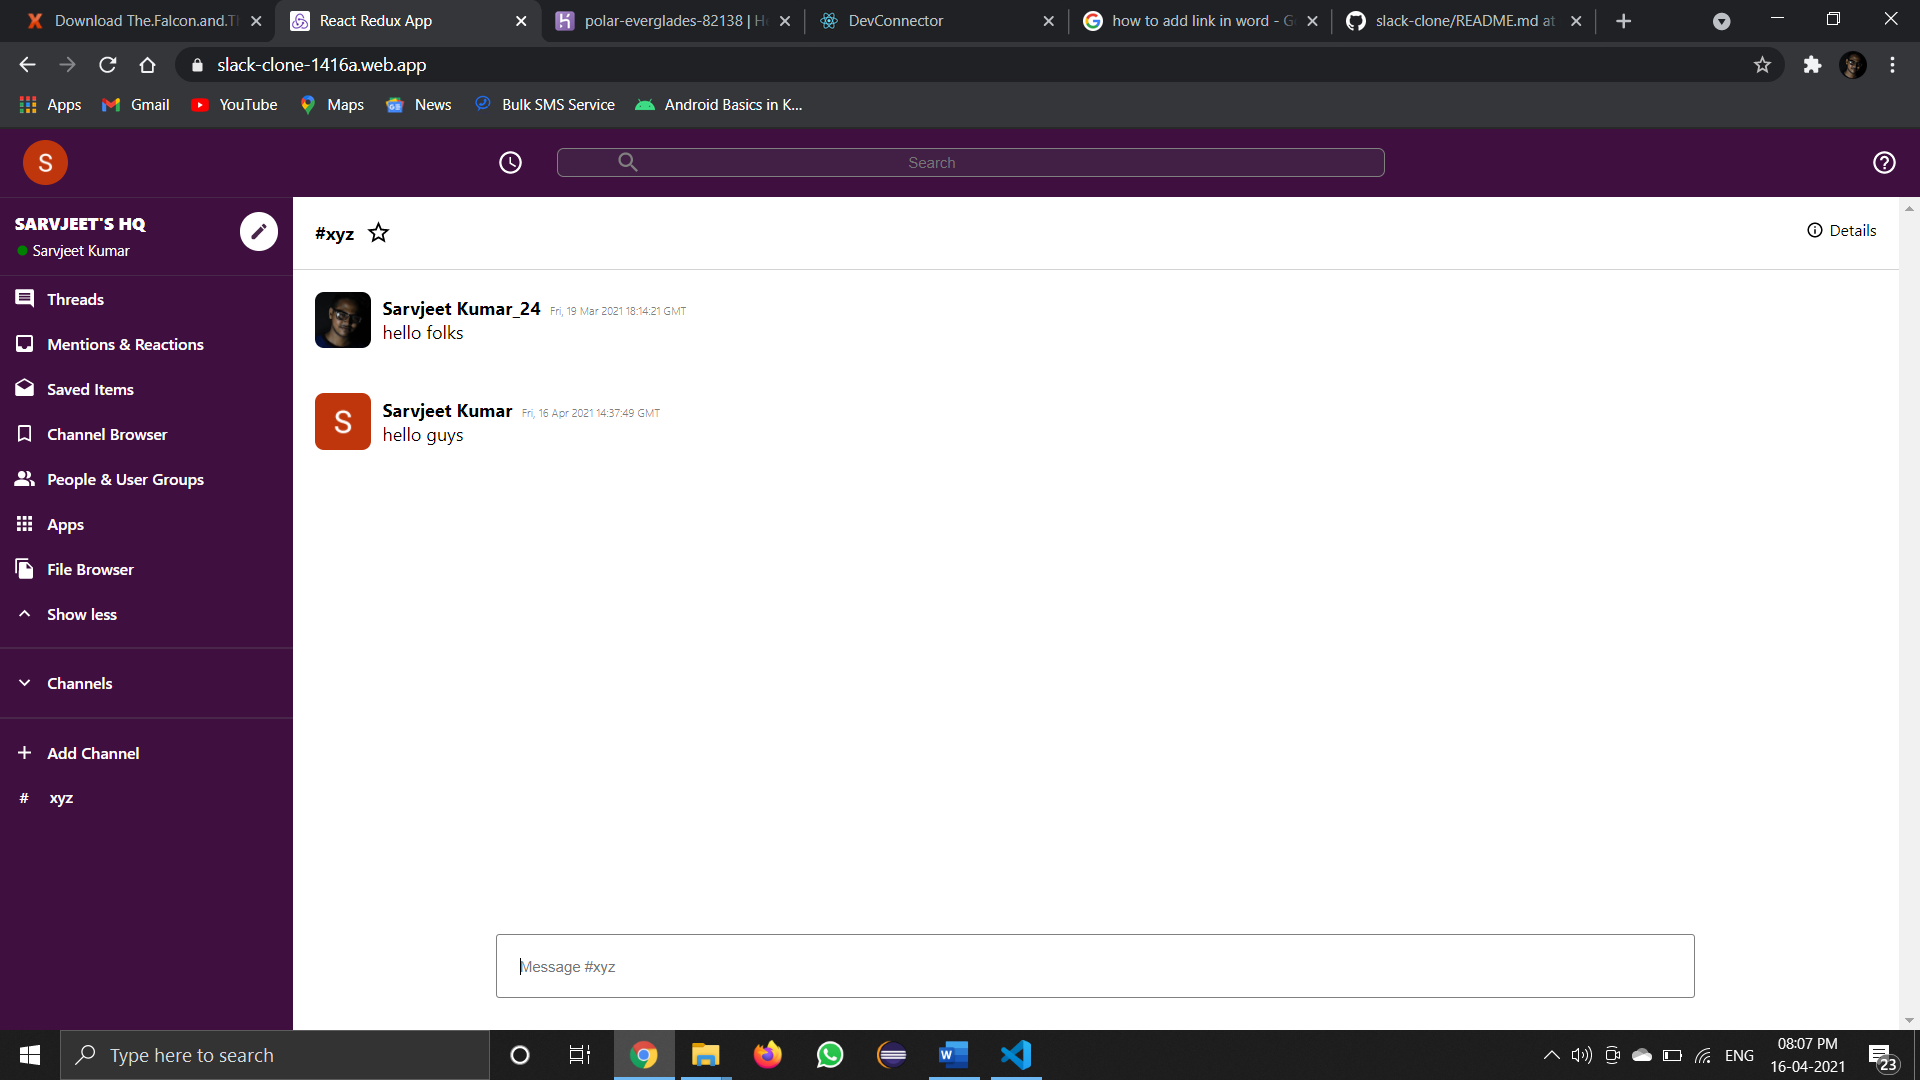 Download The.Falcon.and.Th
React Redux App
polar-everglades-82138 | He
DevConnector
how to add link in word - Go
slack-clone/README.md at
slack-clone-1416a.web.app
Apps
Gmail
YouTube
Maps
News
Bulk SMS Service
Android Basics in K...
S
Search
SARVJEET'S HQ
Sarvjeet Kumar
Threads
Mentions & Reactions
Saved Items
Channel Browser
People & User Groups
Apps
File Browser
Show less
Channels
Add Channel
# xyz
#xyz
Details
Sarvjeet Kumar_24 Fri, 19 Mar 2021 18:14:21 GMT
hello folks
S
Sarvjeet Kumar Fri, 16 Apr 2021 14:37:49 GMT
hello guys
Message #xyz
Type here to search
ENG
08:07 PM
16-04-2021
23